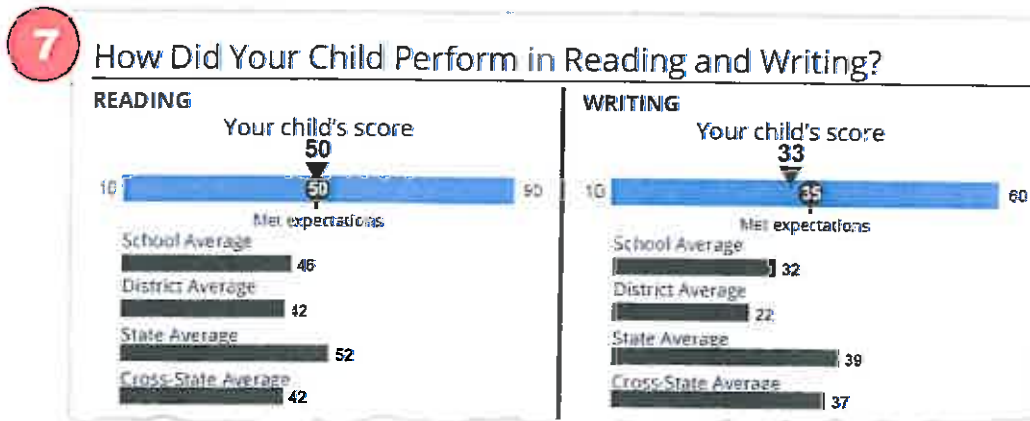 7
How Did Your Child Perform in Reading and Writing?
READING
Your child's score
50
10
50
90
Met expectations
School Average
46
District Average
42
State Average
52
Cross-State Average
42
WRITING
Your child's score
33
10
35
60
Met expectations
School Average
32
District Average
22
State Average
39
Cross-State Average
37